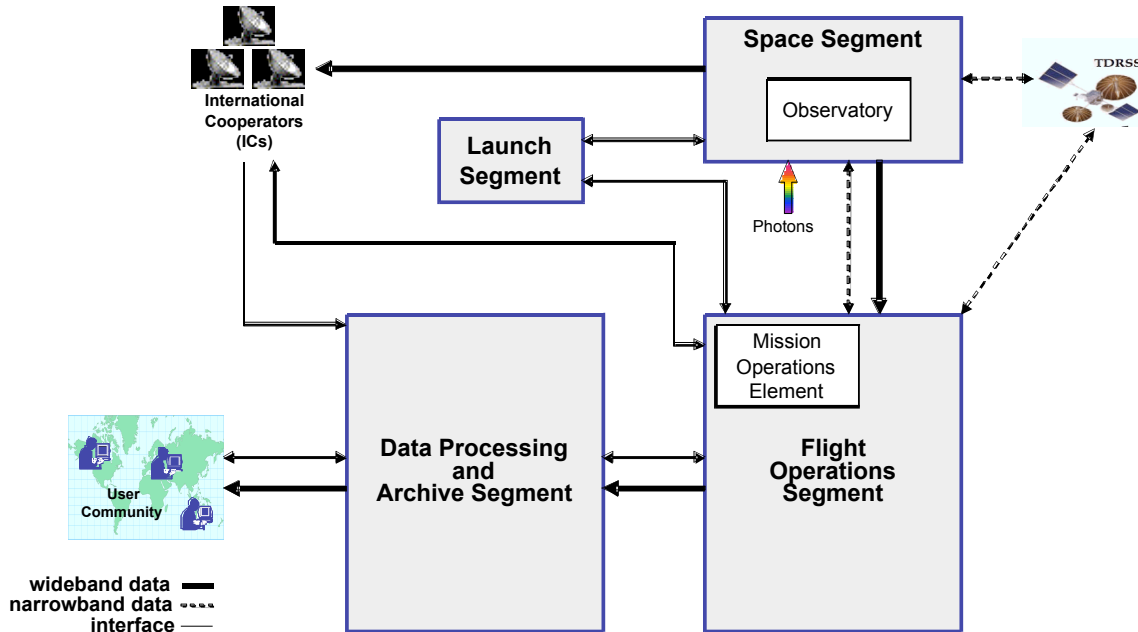 Space Segment
Observatory
TDRSS
International
Cooperators
(ICs)
Launch
Segment
Photons
Mission
Operations
Element
Data Processing
and
Archive Segment
Flight
Operations
Segment
User
Community
wideband data
narrowband data
interface